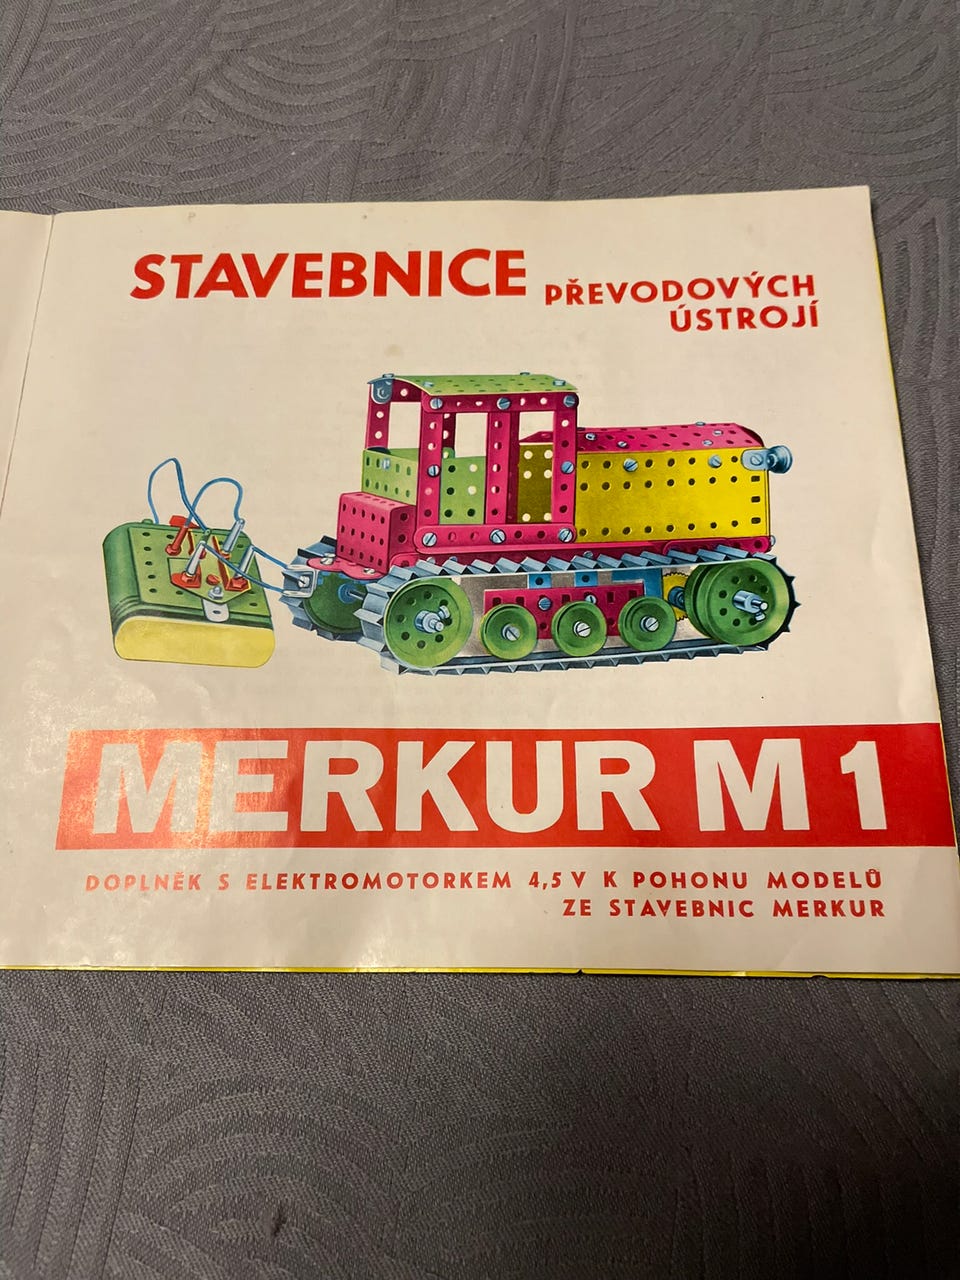 STAVEBNICE
PŘEVODOVÝCH
ÚSTROJÍ
MERKUR M 1
DOPLNĚK S ELEKTROMOTORKEM 4,5 V K POHONU MODELŮ
ZE STAVEBNIC MERKUR